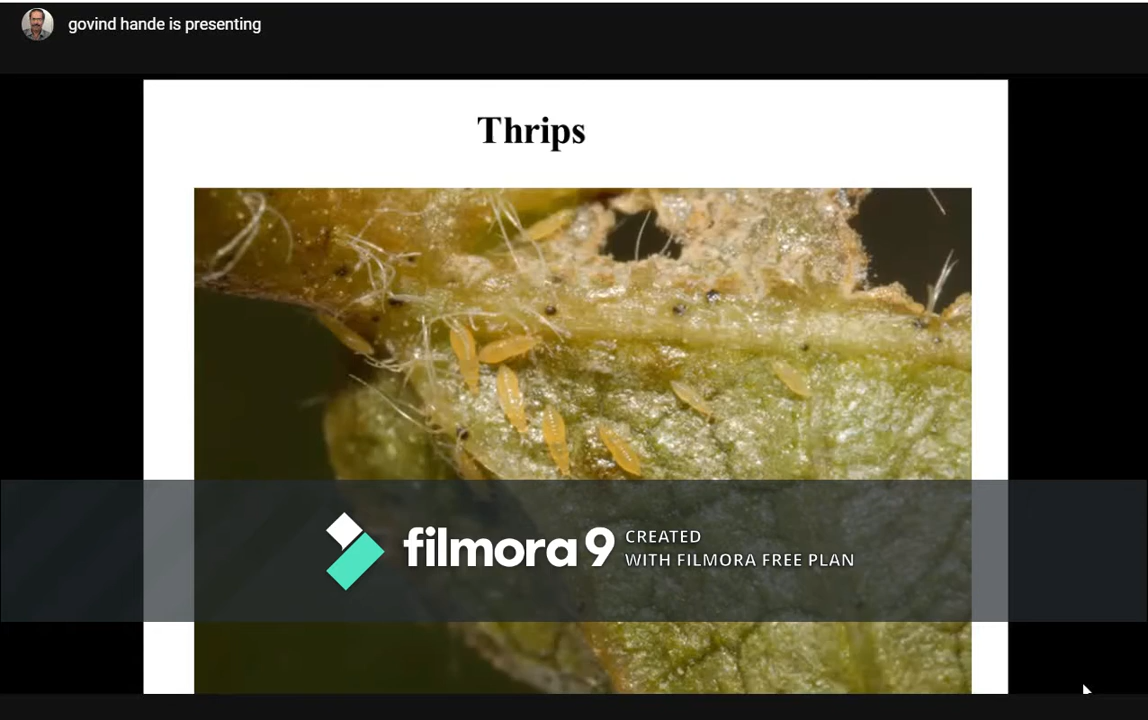 govind hande is presenting
Thrips
filmora 9
CREATED
WITH FILMORA FREE PLAN